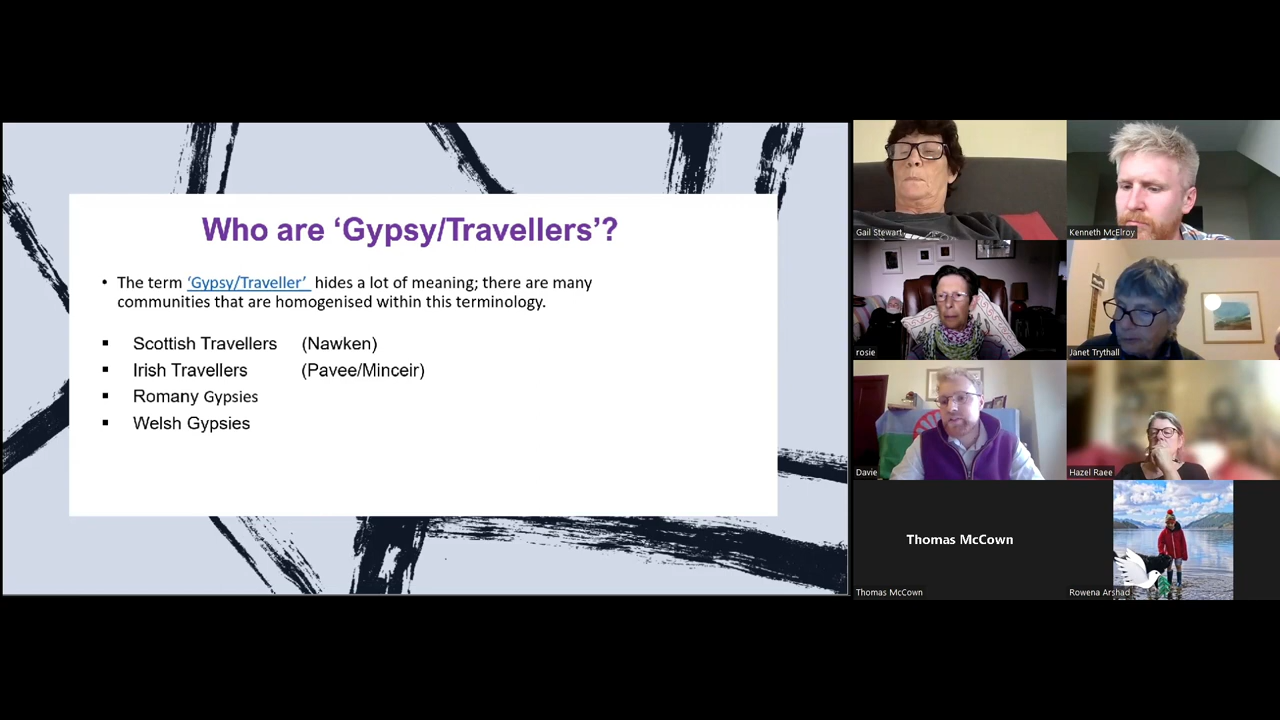 Who are ‘Gypsy/Travellers’?
• The term ‘Gypsy/Traveller’ hides a lot of meaning; there are many
communities that are homogenised within this terminology.
▪ Scottish Travellers (Nawken)
▪ Irish Travellers (Pavee/Minceir)
▪ Romany Gypsies
▪ Welsh Gypsies
Gail Stewart
Kenneth McElroy
rosie
Janet Trythall
Davie
Hazel Raee
Thomas McCown
Thomas McCown
Rowena Arshad